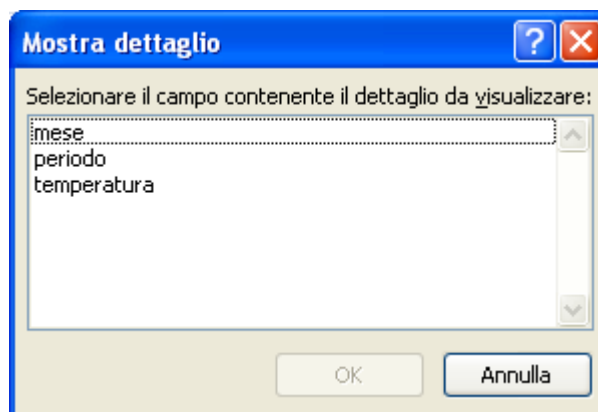 Mostra dettaglio
Selezionare il campo contenente il dettaglio da visualizzare:
mese
periodo
temperatura
OK
Annulla